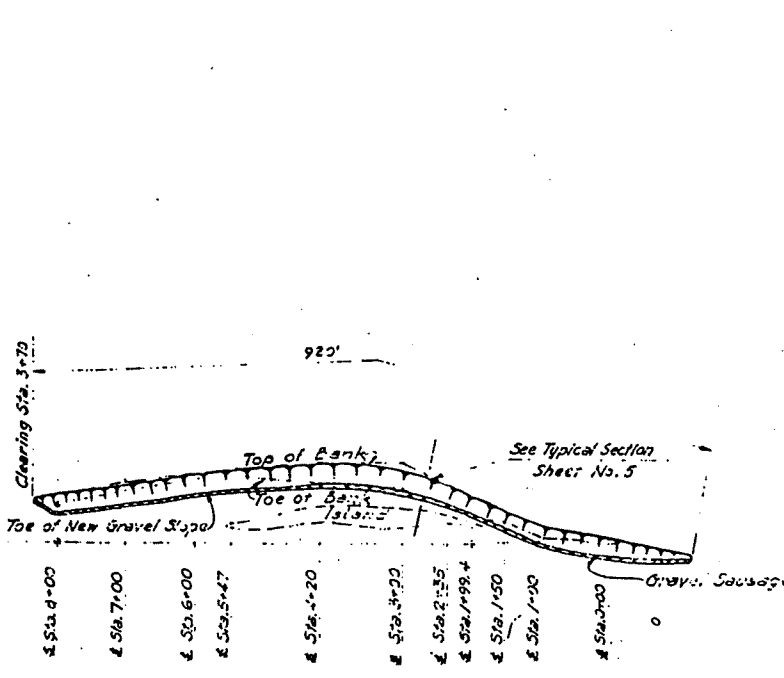 920'
Clearing Sta. 3+70
See Typical Section
Sheet No. 5
Top of Bank
Toe of Bank
Island
Toe of New Gravel Slope
Gravel Sausage
℄ Sta. 8+00
℄ Sta. 7+00
℄ Sta. 6+00
℄ Sta. 5+47
℄ Sta. 4+20
℄ Sta. 3+00
℄ Sta. 2+35
℄ Sta. 1+99.4
℄ Sta. 1+50
℄ Sta. 1+00
℄ Sta. 0+00